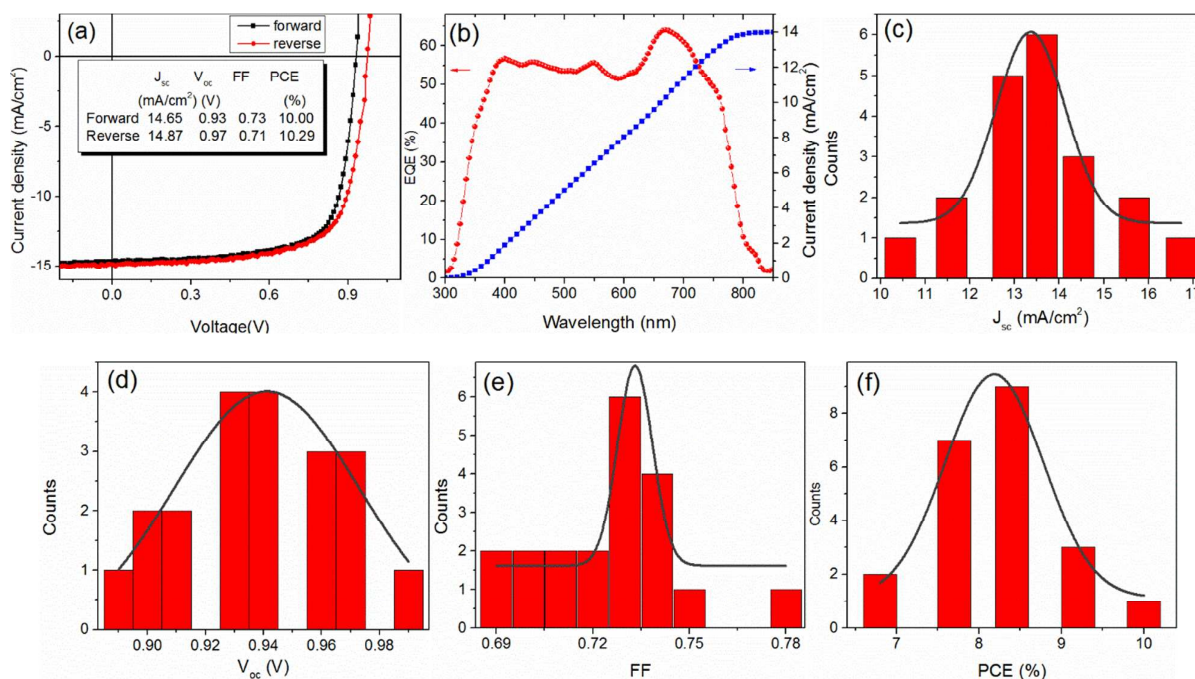 (a)
forward
reverse
J_sc V_oc FF PCE
(mA/cm²) (V) (%)
Forward 14.65 0.93 0.73 10.00
Reverse 14.87 0.97 0.71 10.29
Current density (mA/cm²)
0
-5
-10
-15
0.0 0.3 0.6 0.9
Voltage(V)
(b)
EQE (%)
60
50
40
30
20
10
0
300 400 500 600 700 800
Wavelength (nm)
14
12
10
8
6
4
2
0
Current density (mA/cm²)
(c)
Counts
6
5
4
3
2
1
0
10 11 12 13 14 15 16 17
J_sc (mA/cm²)
(d)
Counts
4
3
2
1
0
0.90 0.92 0.94 0.96 0.98
V_oc (V)
(e)
Counts
6
5
4
3
2
1
0
0.69 0.72 0.75 0.78
FF
(f)
Counts
8
6
4
2
0
7 8 9 10
PCE (%)